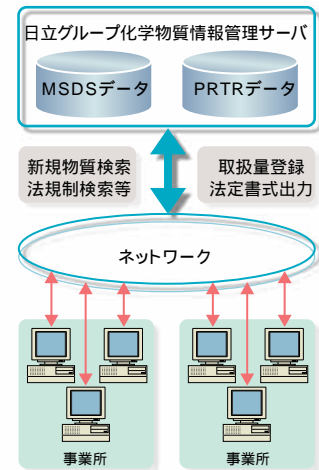 日立グループ化学物質情報管理サーバ
MSDSデータ
PRTRデータ
新規物質検索
法規制検索等
取扱量登録
法定書式出力
ネットワーク
事業所
事業所